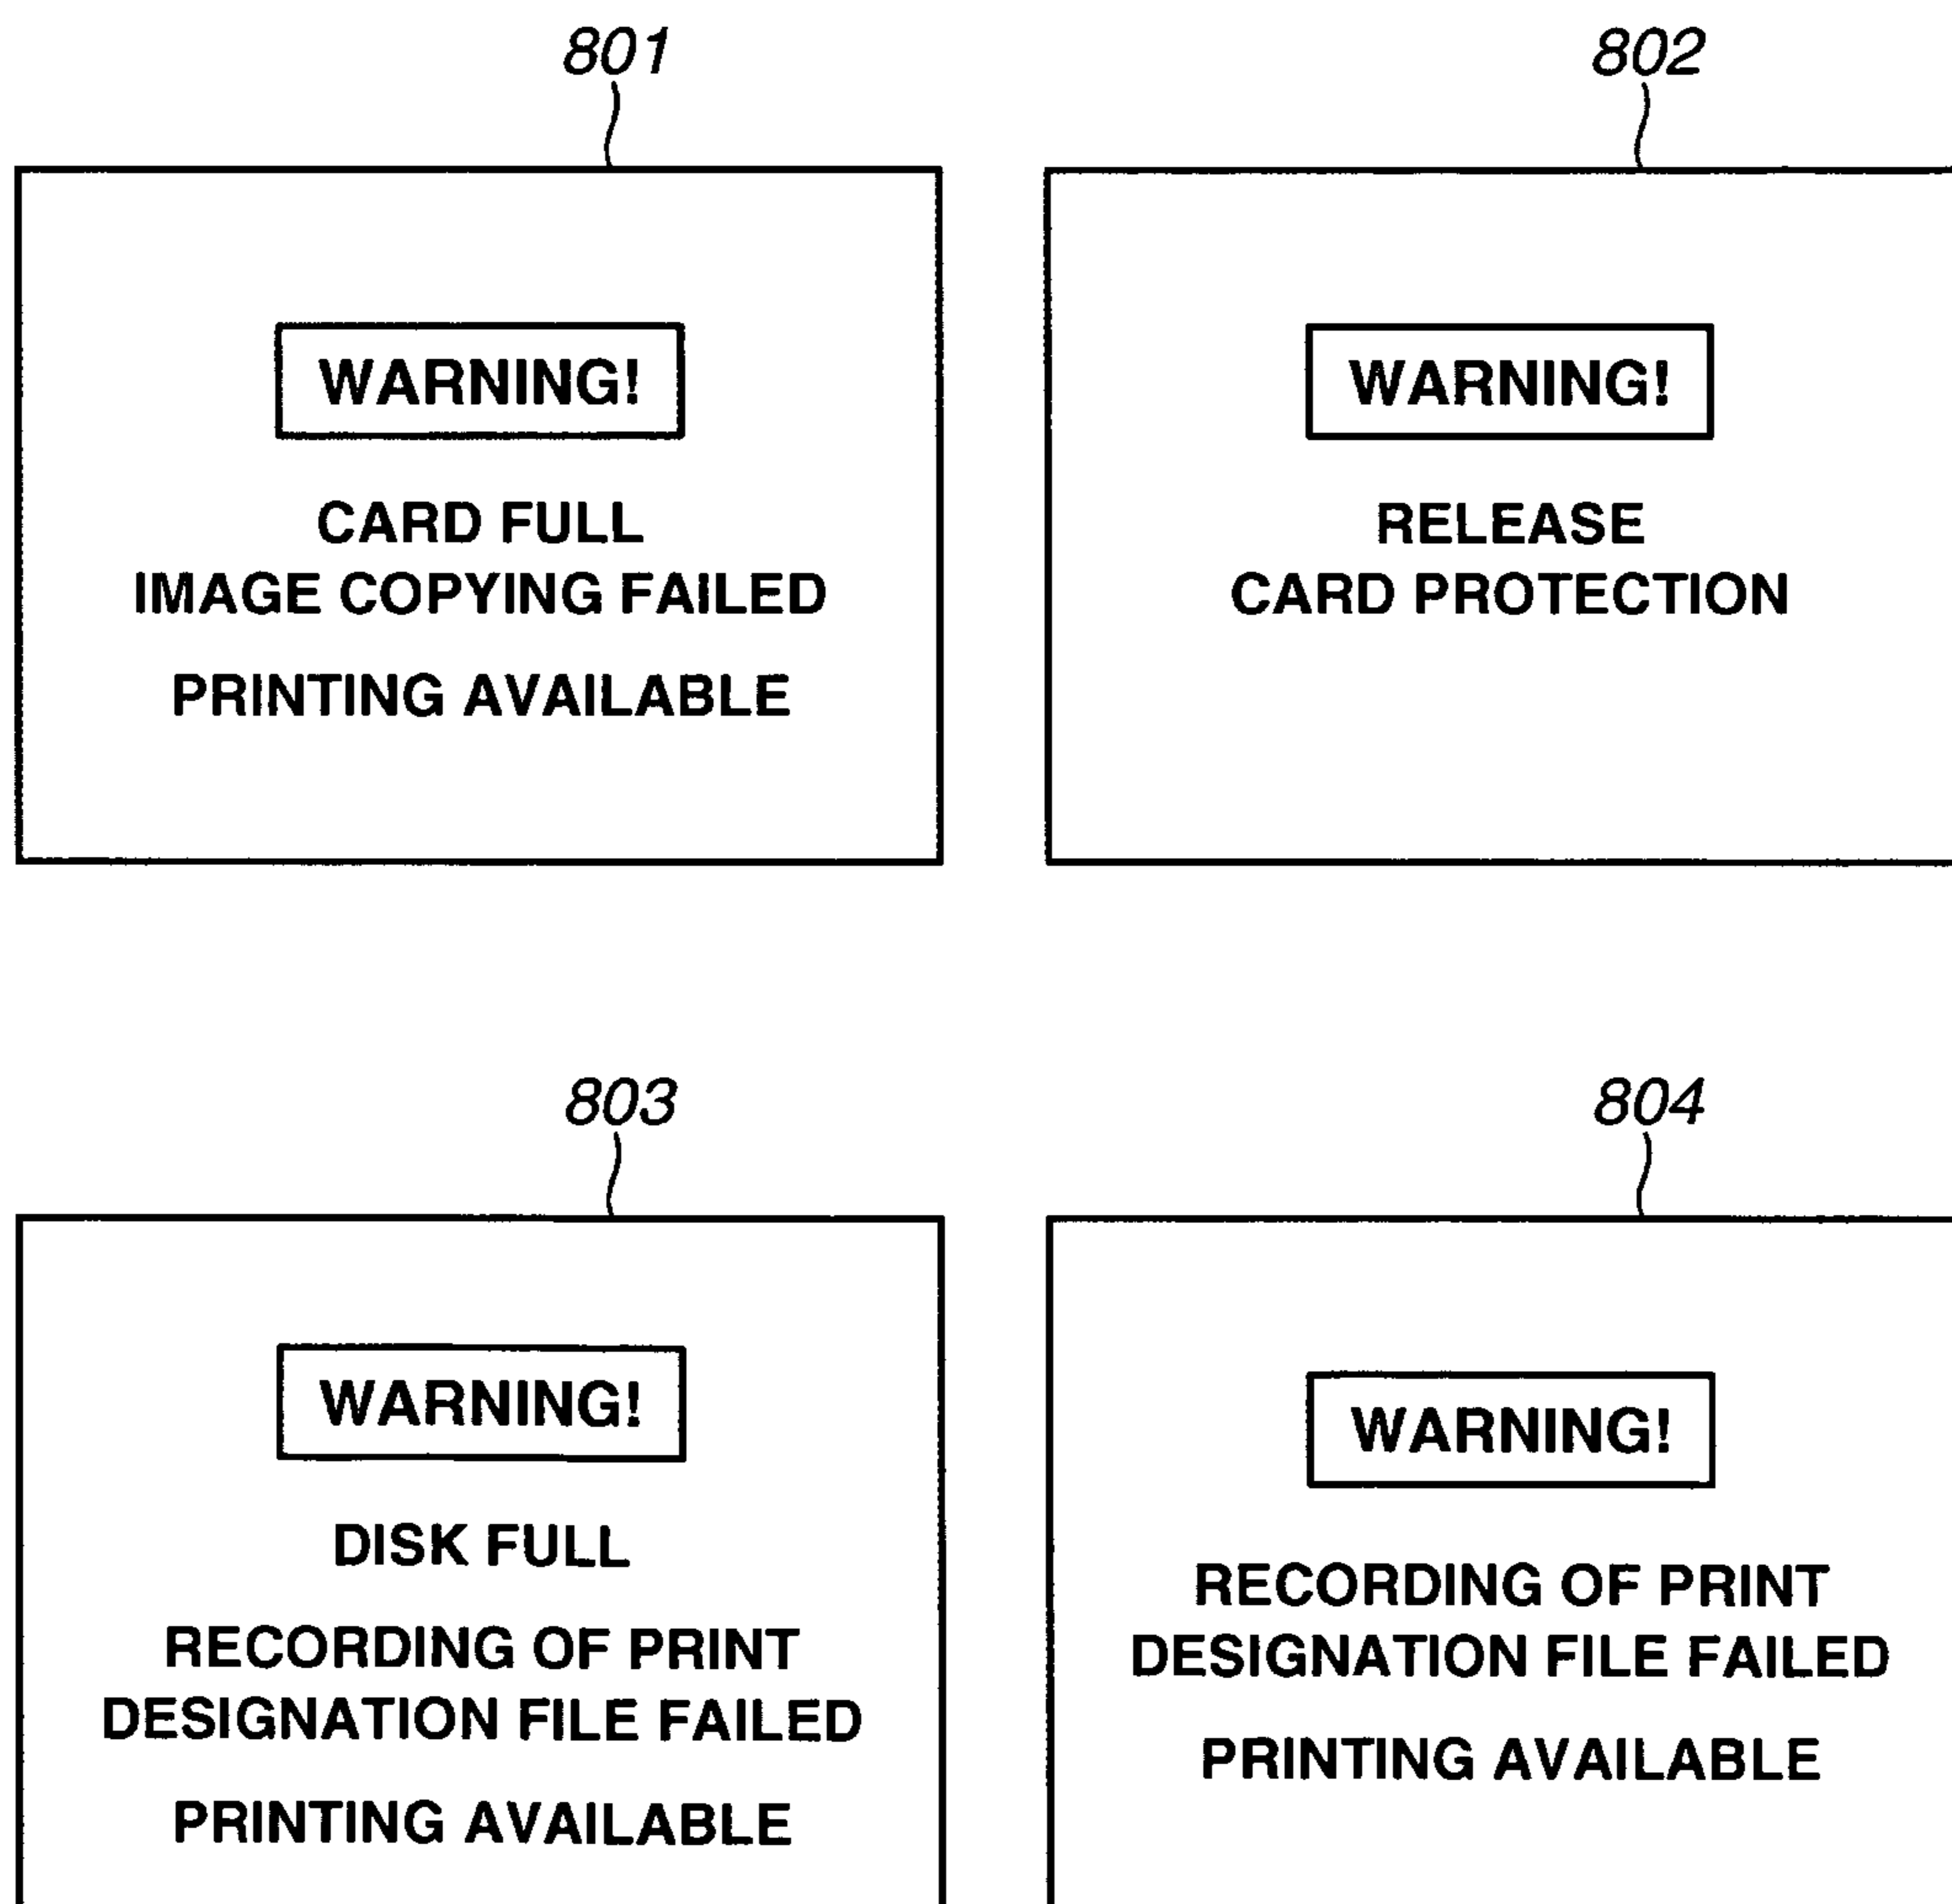 801
WARNING!
CARD FULL
IMAGE COPYING FAILED
PRINTING AVAILABLE
802
WARNING!
RELEASE
CARD PROTECTION
803
WARNING!
DISK FULL
RECORDING OF PRINT
DESIGNATION FILE FAILED
PRINTING AVAILABLE
804
WARNING!
RECORDING OF PRINT
DESIGNATION FILE FAILED
PRINTING AVAILABLE